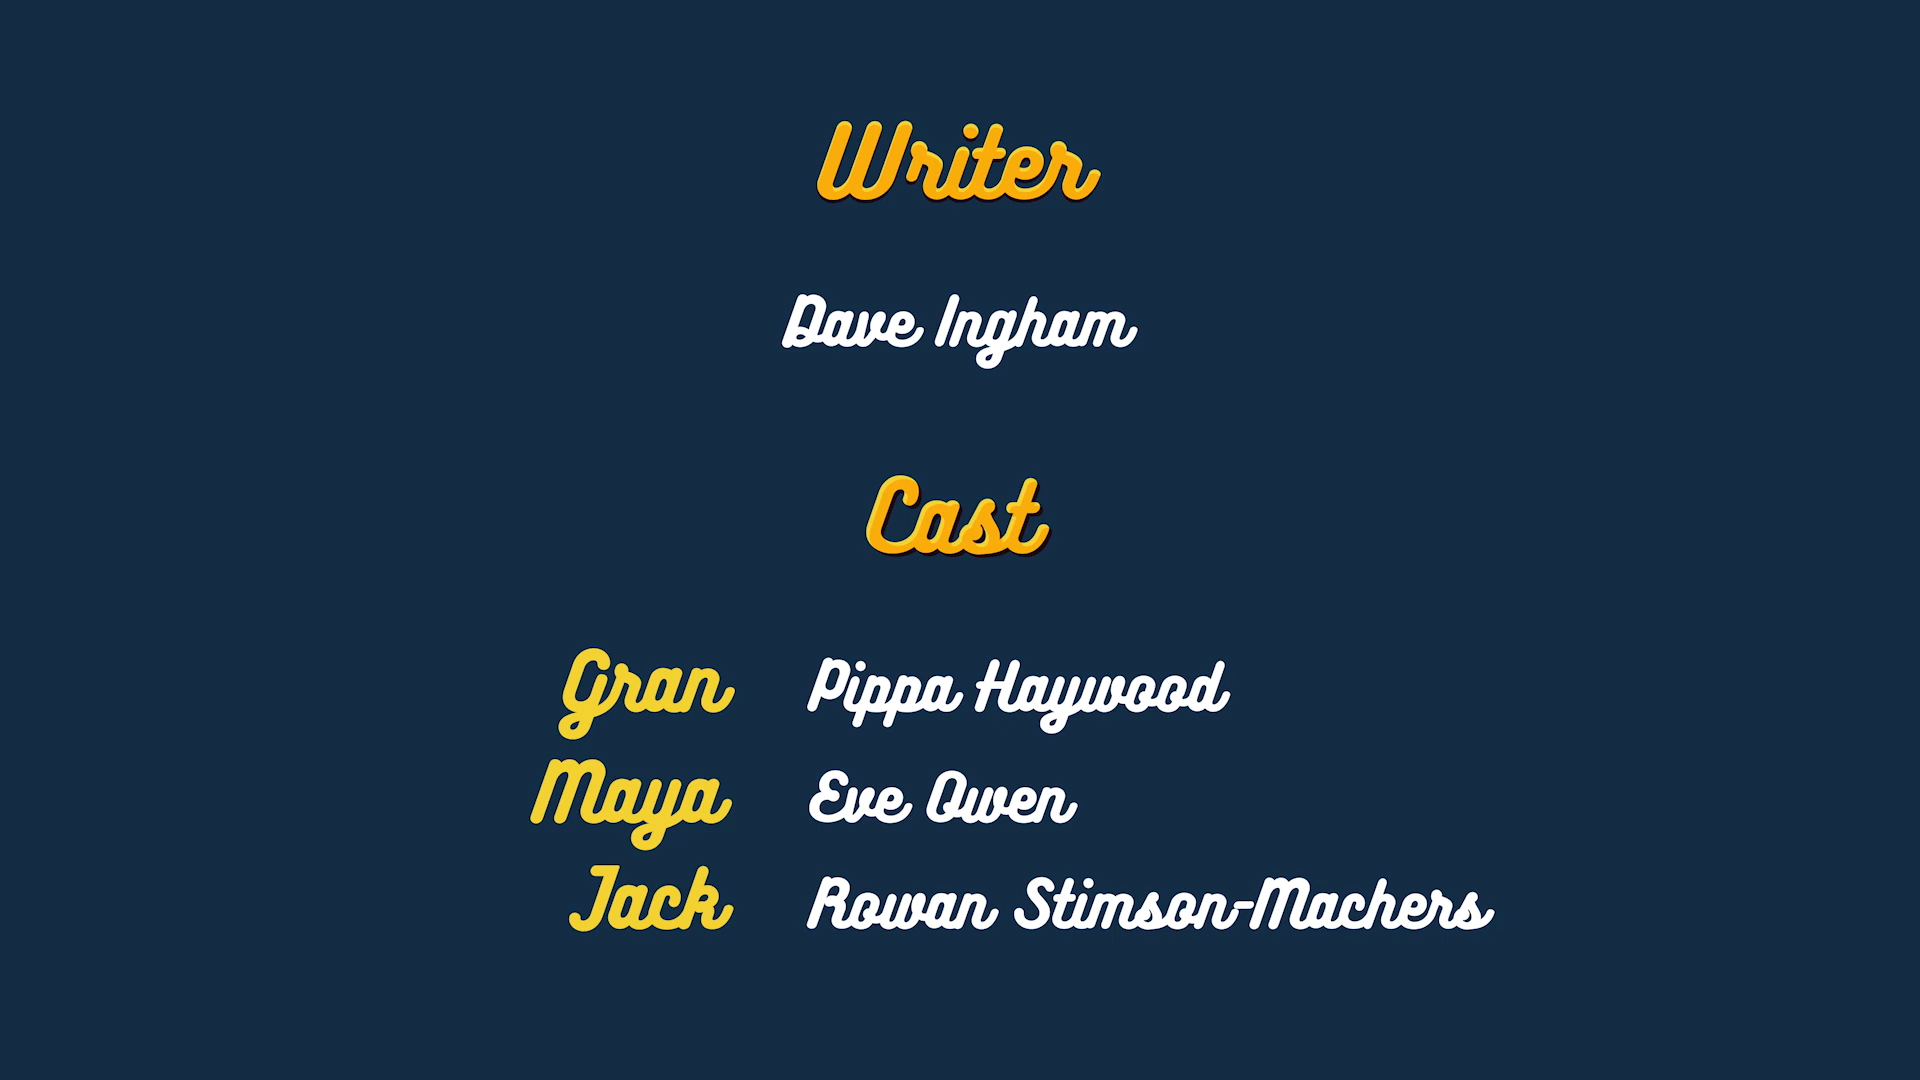 Writer
Dave Ingham
Cast
Gran Pippa Haywood
Maya Eve Owen
Jack Rowan Stimson-Machers